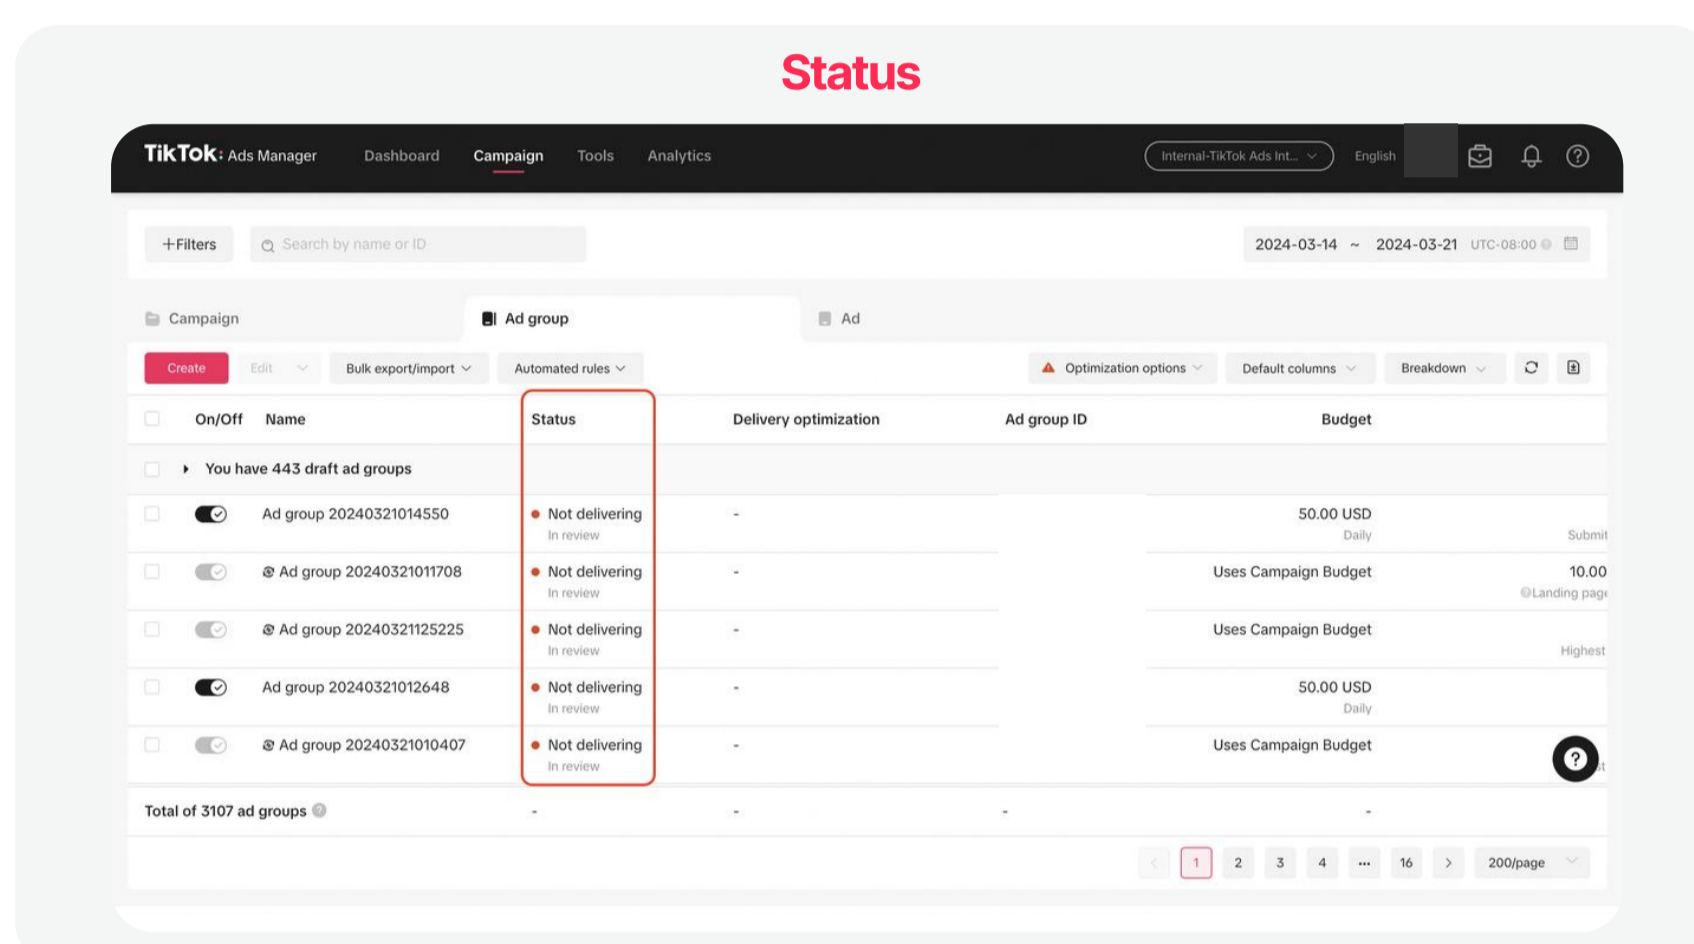 Status
TikTok: Ads Manager Dashboard Campaign Tools Analytics Internal-TikTok Ads Int... English
+Filters Search by name or ID 2024-03-14 ~ 2024-03-21 UTC-08:00
Campaign Ad group Ad
Create Edit Bulk export/import Automated rules Optimization options Default columns Breakdown
On/Off Name Status Delivery optimization Ad group ID Budget
You have 443 draft ad groups
Ad group 20240321014550 Not delivering - 50.00 USD
In review Daily Submit
Ad group 20240321011708 Not delivering - Uses Campaign Budget 10.00
In review Landing page
Ad group 20240321125225 Not delivering - Uses Campaign Budget
In review Highest
Ad group 20240321012648 Not delivering - 50.00 USD
In review Daily
Ad group 20240321010407 Not delivering - Uses Campaign Budget
In review
Total of 3107 ad groups - - - -
1 2 3 4 ... 16 > 200/page